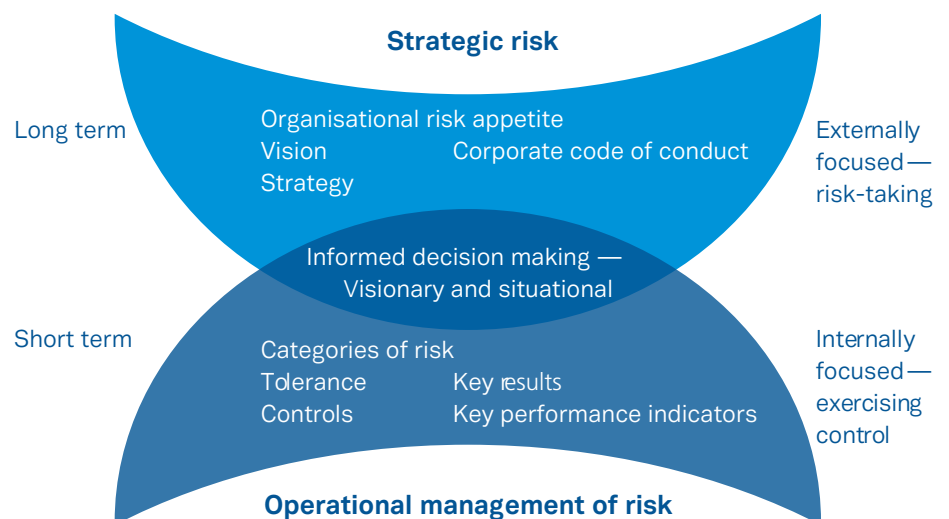 Strategic risk
Long term
Organisational risk appetite
Vision Corporate code of conduct
Strategy
Externally
focused—
risk-taking
Informed decision making —
Visionary and situational
Short term
Categories of risk
Tolerance Key results
Controls Key performance indicators
Internally
focused—
exercising
control
Operational management of risk